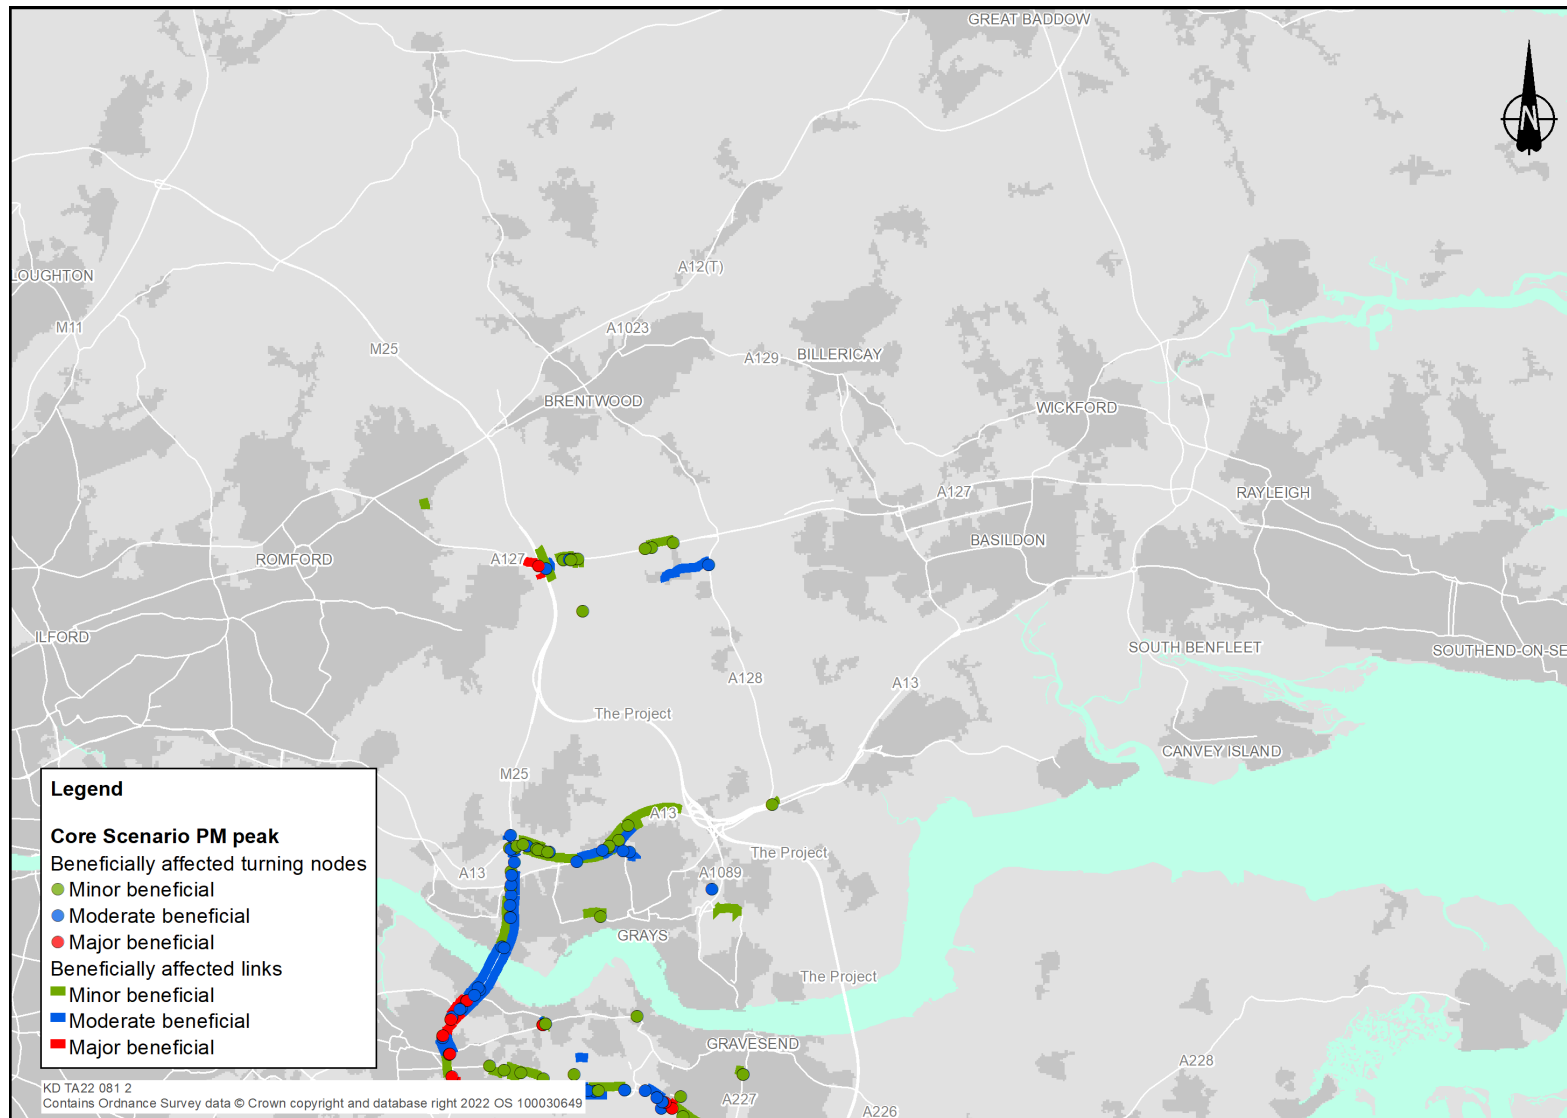 GREAT BADDOW
N
A12(T)
LOUGHTON
M11
A1023
M25
A129
BILLERICAY
BRENTWOOD
WICKFORD
A127
RAYLEIGH
ROMFORD
A127
BASILDON
ILFORD
SOUTH BENFLEET
SOUTHEND-ON-SE
A128
A13
The Project
CANVEY ISLAND
M25
A13
The Project
A13
A1089
GRAYS
The Project
GRAVESEND
A228
A227
A226
Legend
Core Scenario PM peak
Beneficially affected turning nodes
Minor beneficial
Moderate beneficial
Major beneficial
Beneficially affected links
Minor beneficial
Moderate beneficial
Major beneficial
KD TA22 081 2
Contains Ordnance Survey data © Crown copyright and database right 2022 OS 100030649